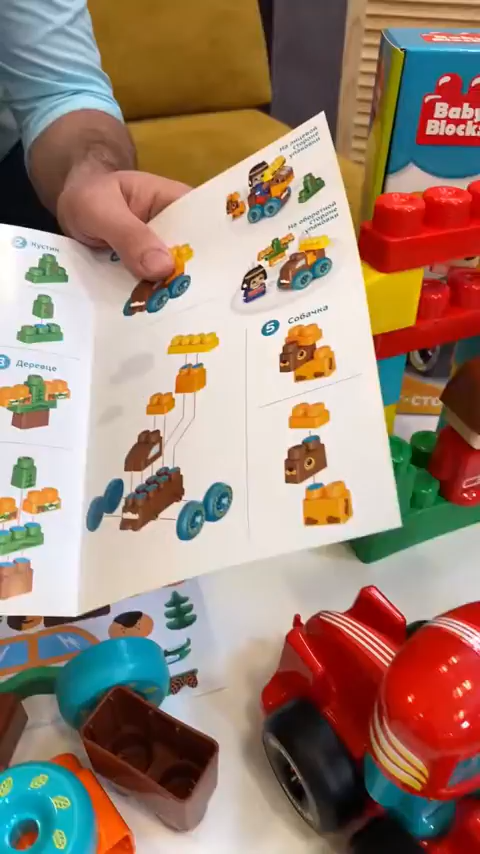 На лицевой
стороне
упаковки
На оборотной
стороне
упаковки
2 Кустик
3 Деревце
5 Собачка
Baby
Blocks